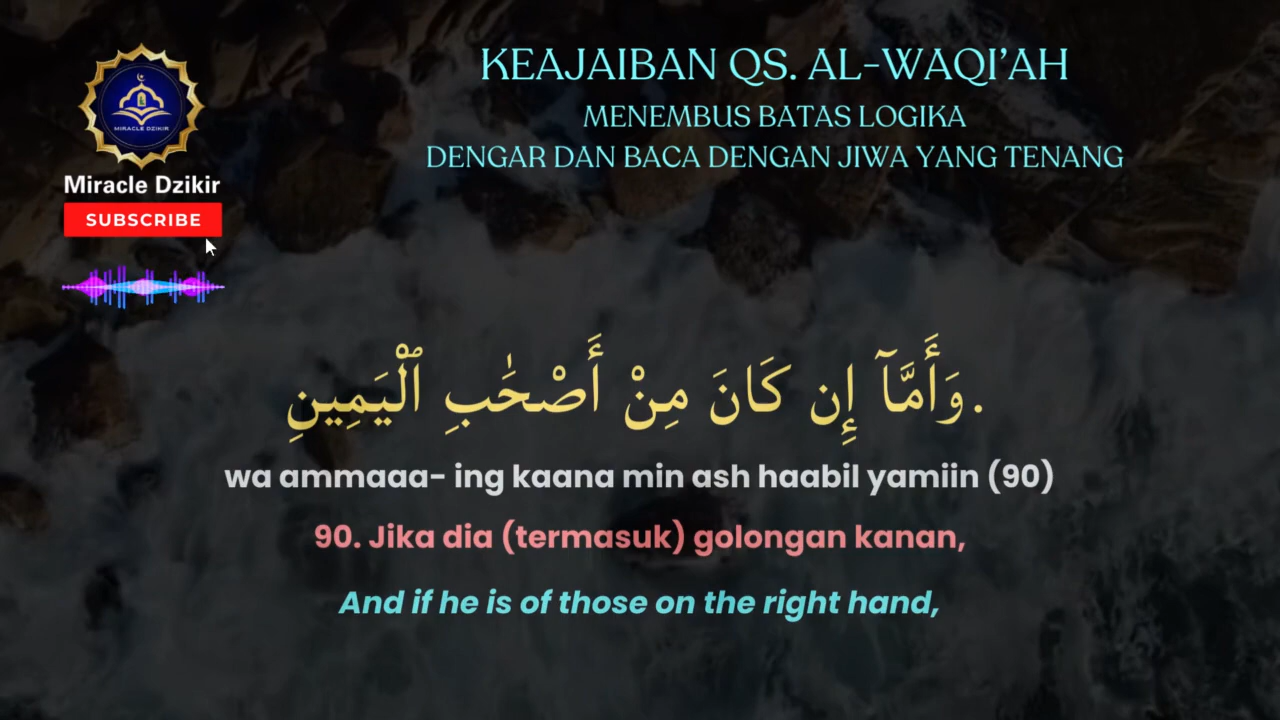 KEAJAIBAN QS. AL-WAQI'AH
MENEMBUS BATAS LOGIKA
DENGAR DAN BACA DENGAN JIWA YANG TENANG
MIRACLE DZIKIR
Miracle Dzikir
SUBSCRIBE
وَأَمَّآ إِن كَانَ مِنْ أَصْحَٰبِ ٱلْيَمِينِ.
wa ammaaa- ing kaana min ash haabil yamiin (90)
90. Jika dia (termasuk) golongan kanan,
And if he is of those on the right hand,